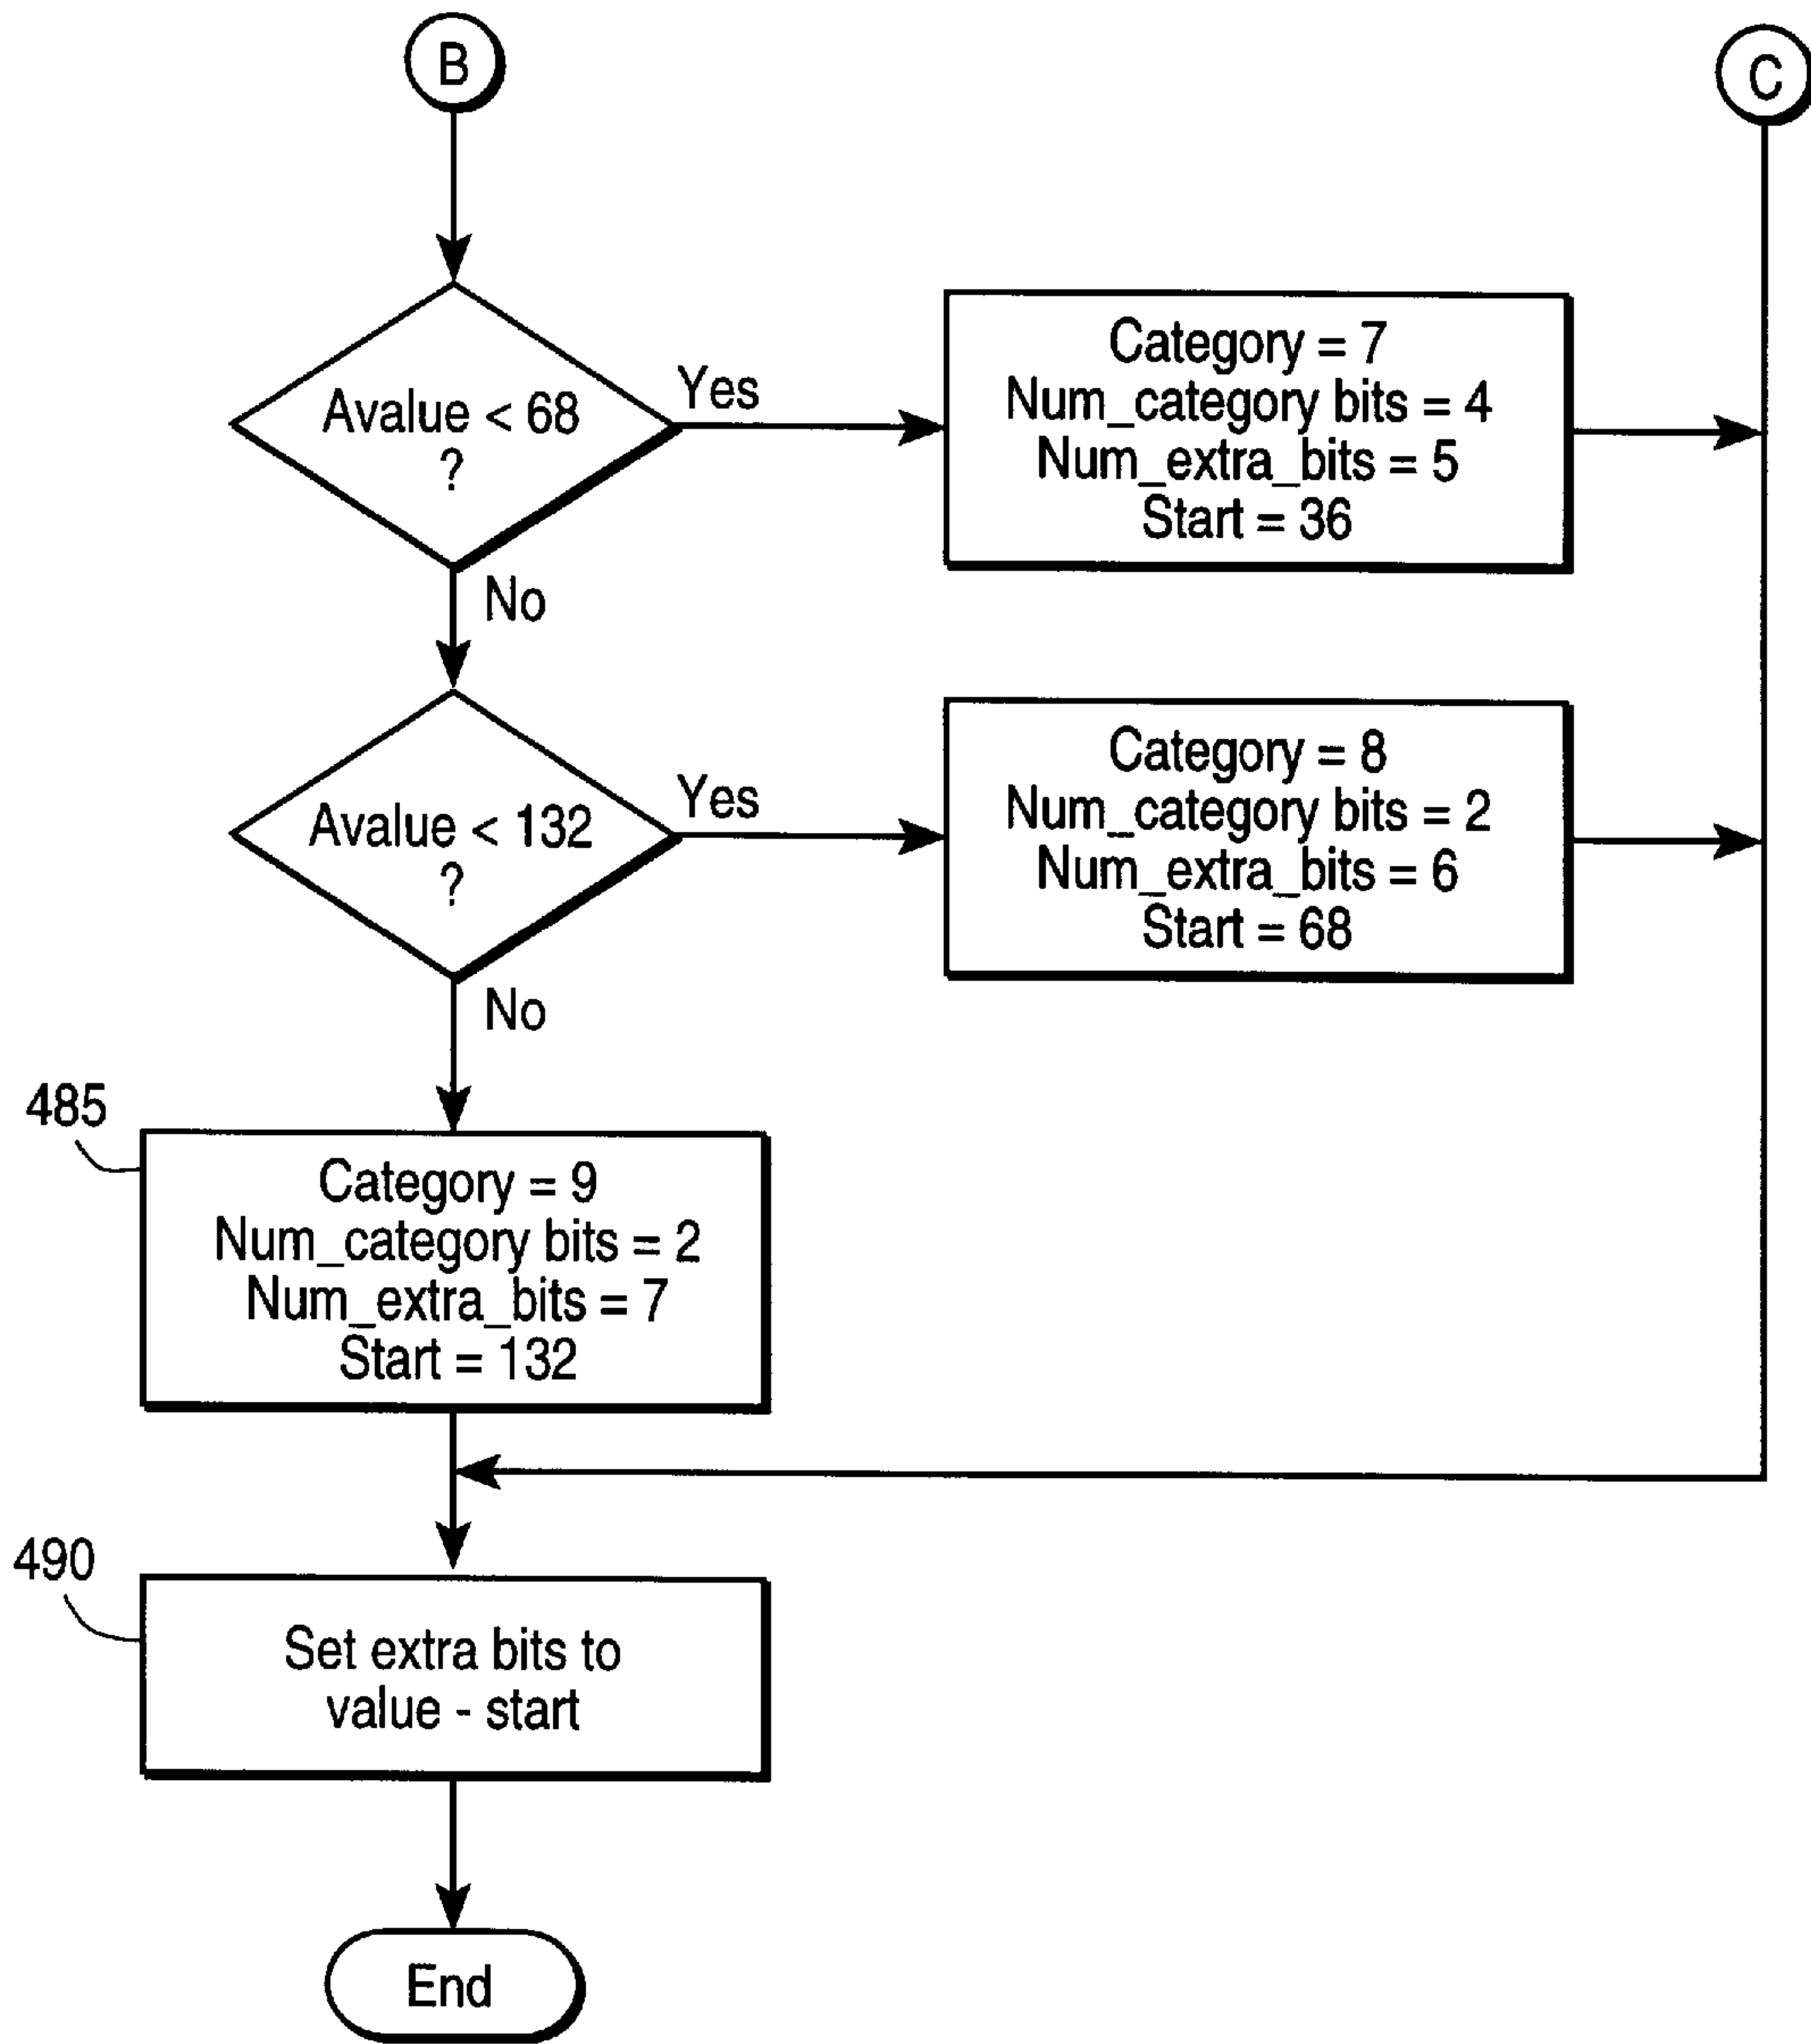 B
C
Avalue < 68
?
Yes
Category = 7
Num_category bits = 4
Num_extra_bits = 5
Start = 36
No
Avalue < 132
?
Yes
Category = 8
Num_category bits = 2
Num_extra_bits = 6
Start = 68
No
485
Category = 9
Num_category bits = 2
Num_extra_bits = 7
Start = 132
490
Set extra bits to
value - start
End